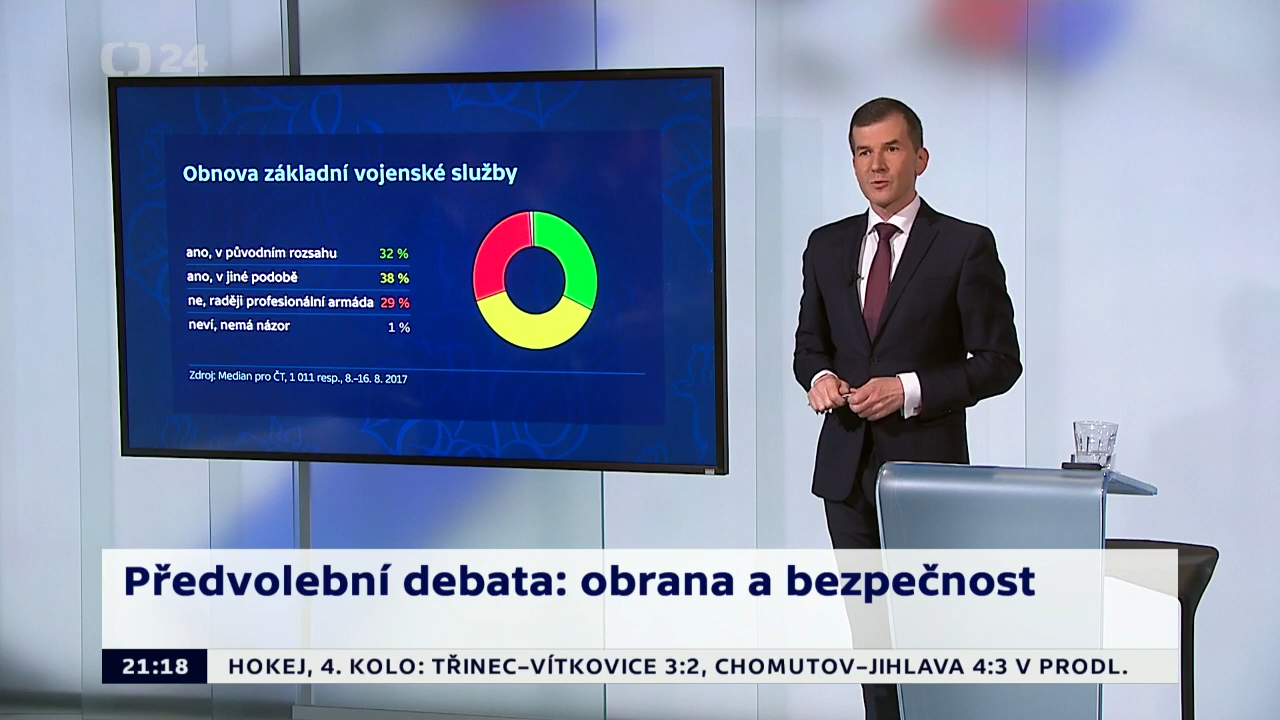 24
Obnova základní vojenské služby
ano, v původním rozsahu 32 %
ano, v jiné podobě 38 %
ne, raději profesionální armáda 29 %
neví, nemá názor 1 %
Zdroj: Median pro ČT, 1 011 resp., 8.–16. 8. 2017
Předvolební debata: obrana a bezpečnost
21:18 HOKEJ, 4. KOLO: TŘINEC–VÍTKOVICE 3:2, CHOMUTOV–JIHLAVA 4:3 V PRODL.